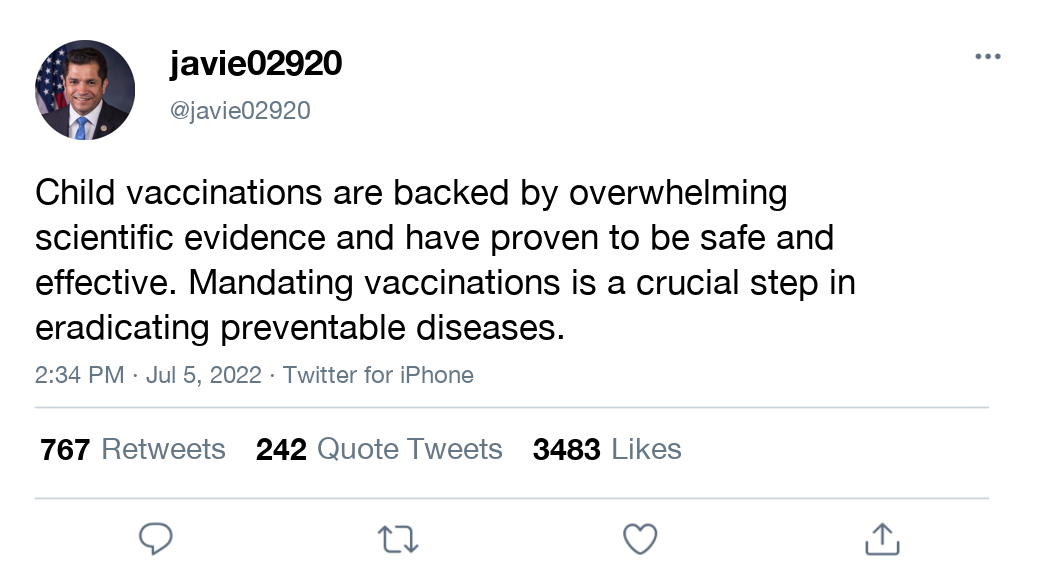 javie02920
@javie02920
Child vaccinations are backed by overwhelming
scientific evidence and have proven to be safe and
effective. Mandating vaccinations is a crucial step in
eradicating preventable diseases.
2:34 PM · Jul 5, 2022 · Twitter for iPhone
767 Retweets 242 Quote Tweets 3483 Likes